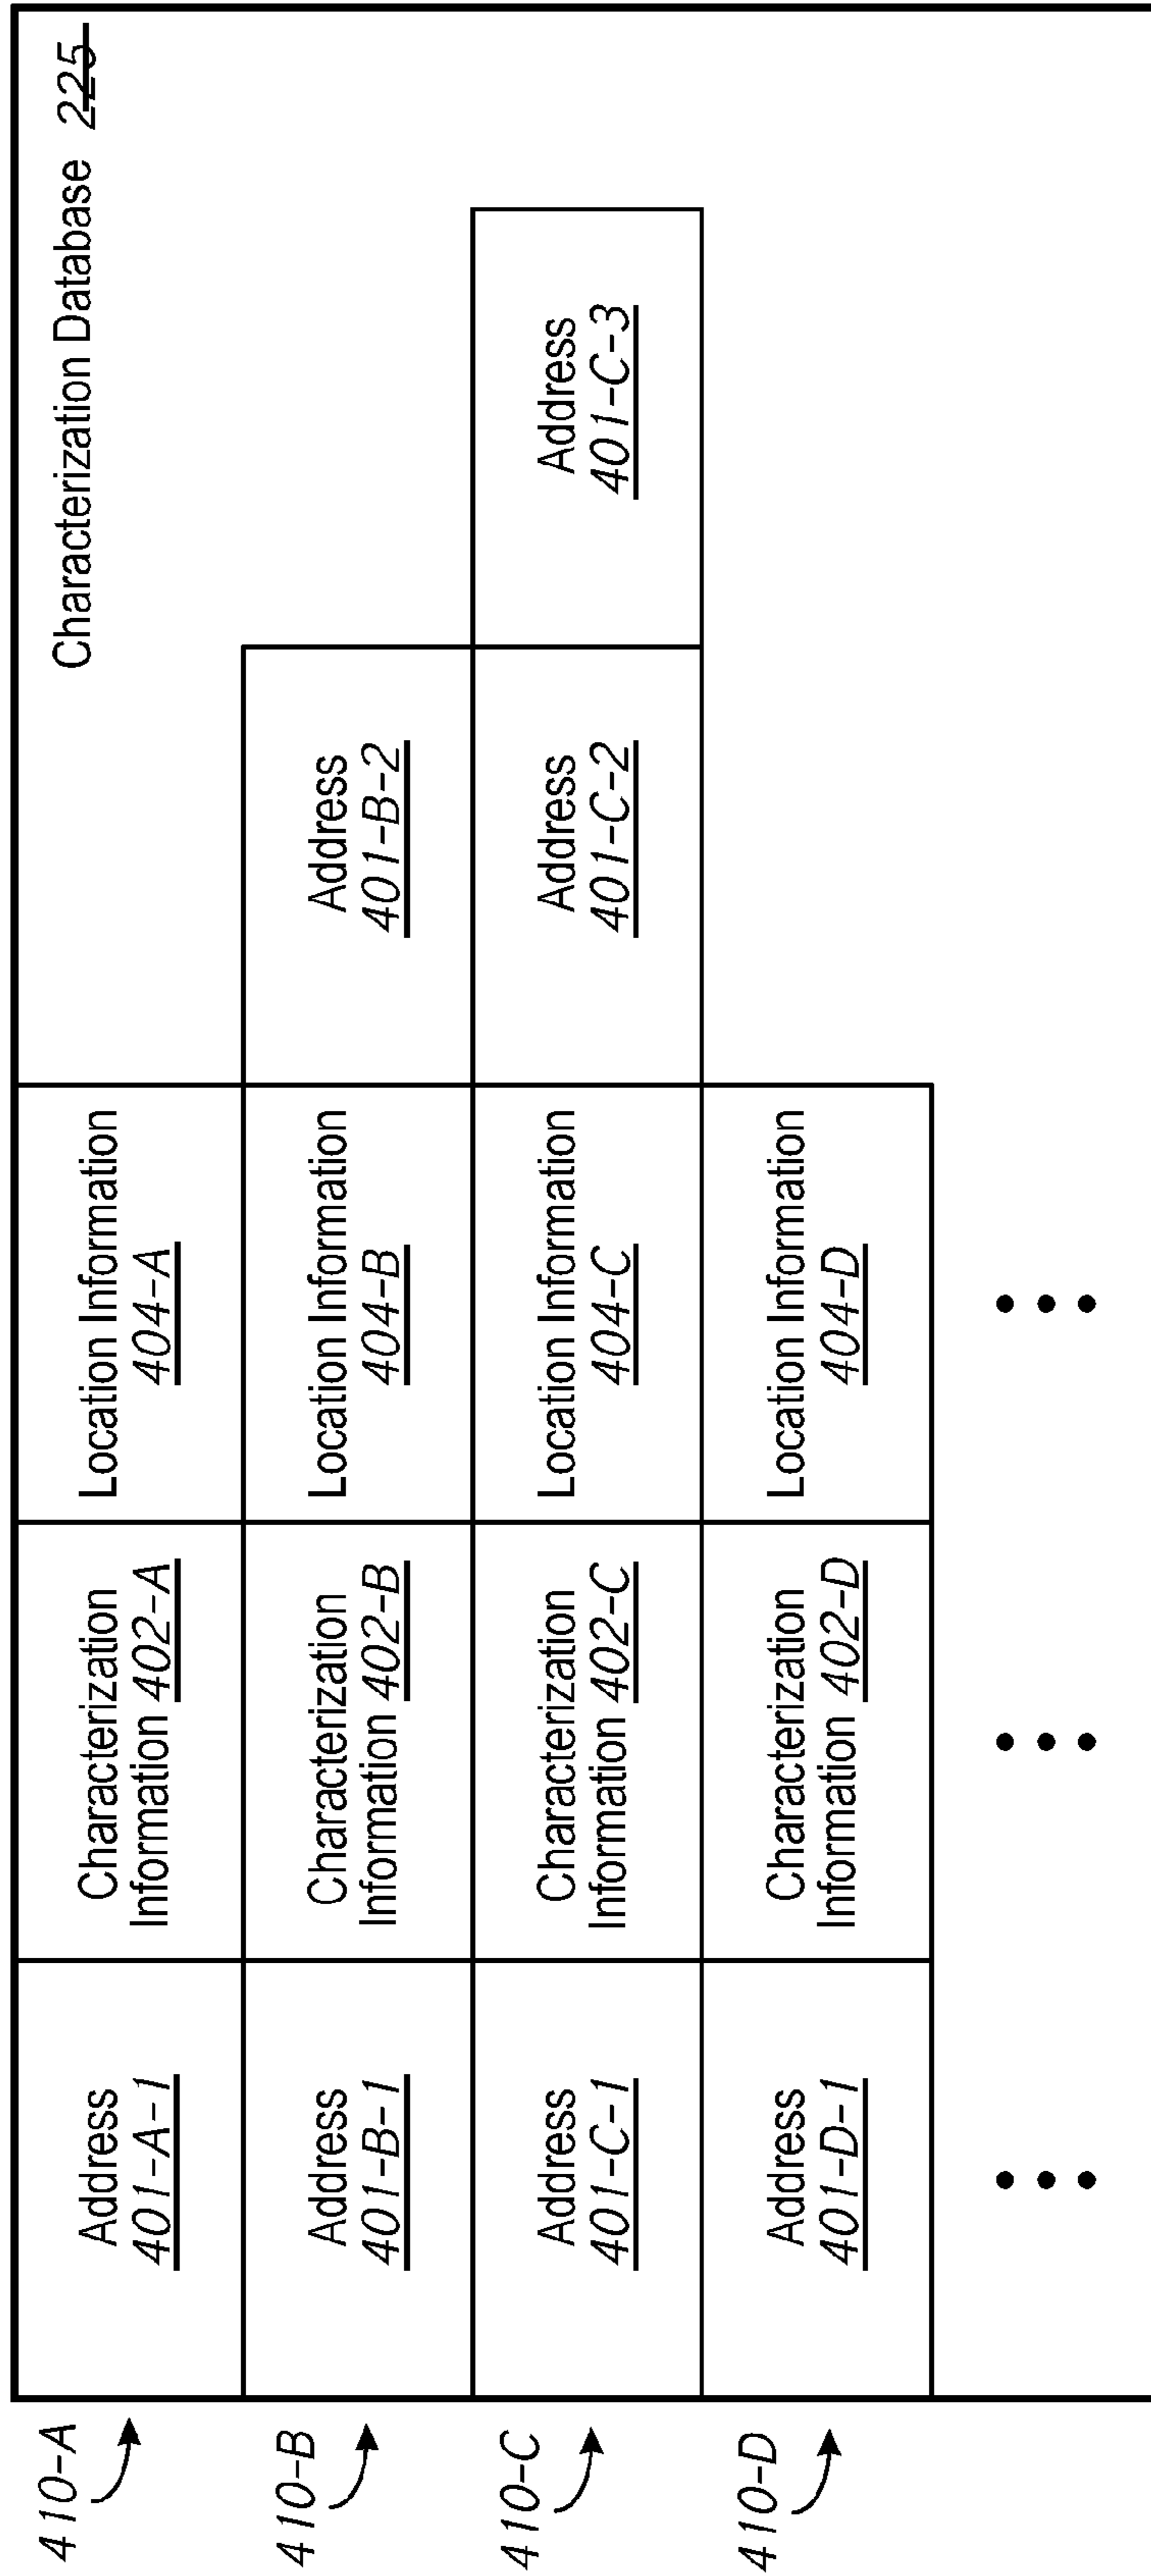 Characterization Database 225
410-A
Address
401-A-1
Characterization
Information 402-A
Location Information
404-A
410-B
Address
401-B-1
Characterization
Information 402-B
Location Information
404-B
Address
401-B-2
410-C
Address
401-C-1
Characterization
Information 402-C
Location Information
404-C
Address
401-C-2
Address
401-C-3
410-D
Address
401-D-1
Characterization
Information 402-D
Location Information
404-D